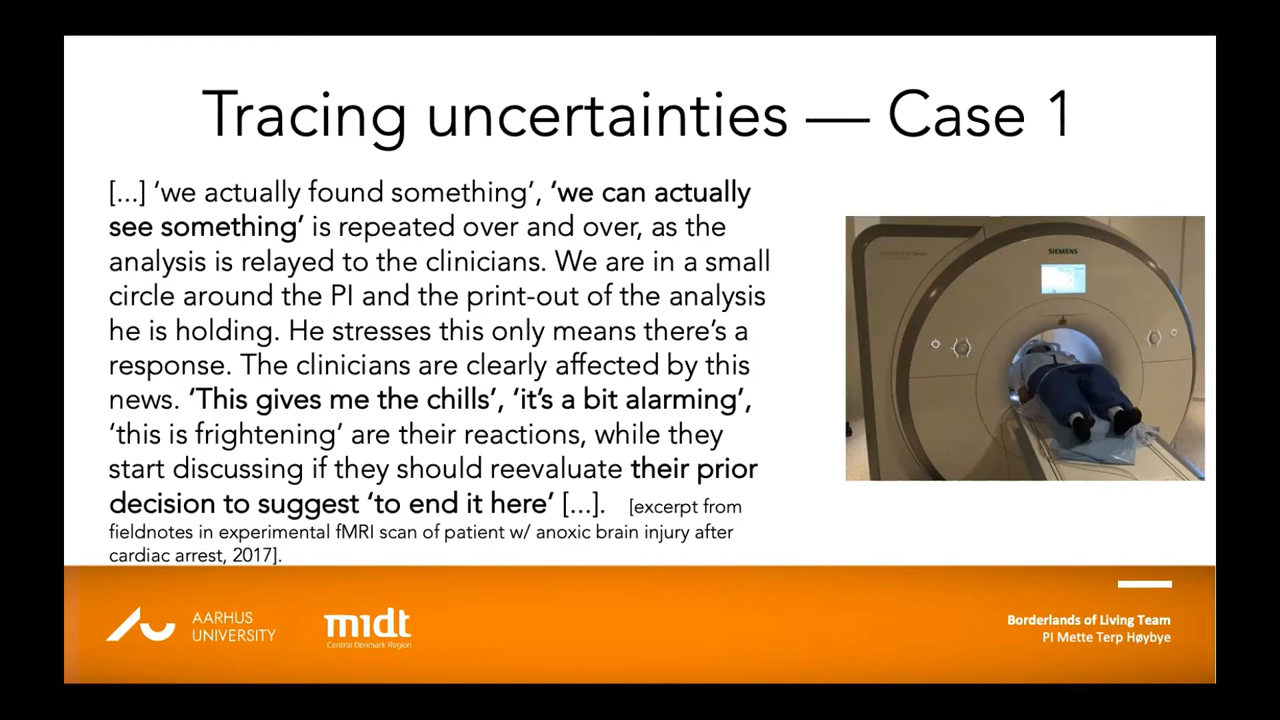 Tracing uncertainties — Case 1
[...] ‘we actually found something’, ‘we can actually
see something’ is repeated over and over, as the
analysis is relayed to the clinicians. We are in a small
circle around the PI and the print-out of the analysis
he is holding. He stresses this only means there’s a
response. The clinicians are clearly affected by this
news. ‘This gives me the chills’, ‘it’s a bit alarming’,
‘this is frightening’ are their reactions, while they
start discussing if they should reevaluate their prior
decision to suggest ‘to end it here’ [...]. [excerpt from
fieldnotes in experimental fMRI scan of patient w/ anoxic brain injury after
cardiac arrest, 2017].
SIEMENS
AARHUS
UNIVERSITY
midt
Central Denmark Region
Borderlands of Living Team
PI Mette Terp Høybye